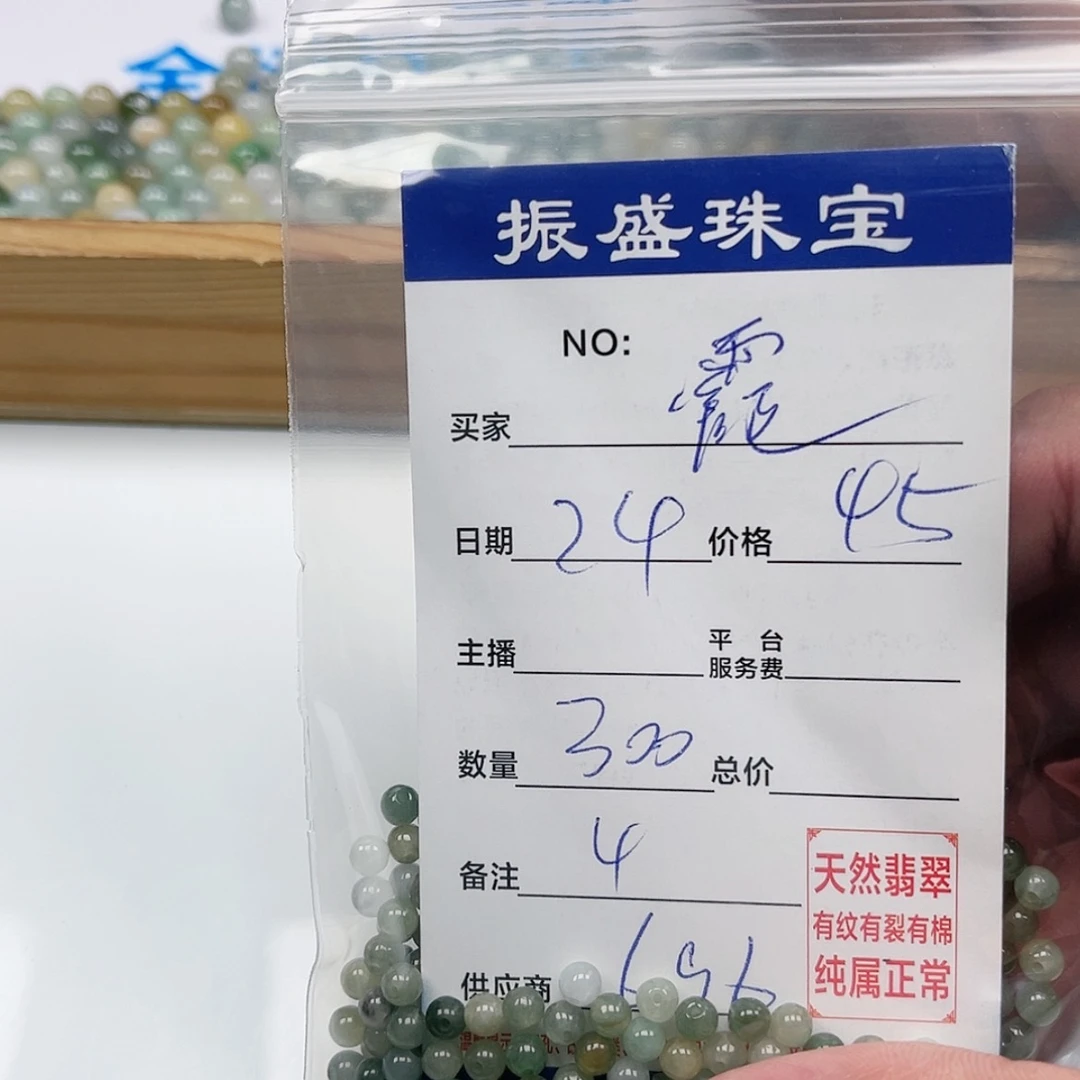 全
振盛珠宝
NO:
买家
日期 24 价格 45
主播 平台服务费
数量 300 总价
备注 4
天然翡翠
有纹有裂有棉
纯属正常
供应商 696